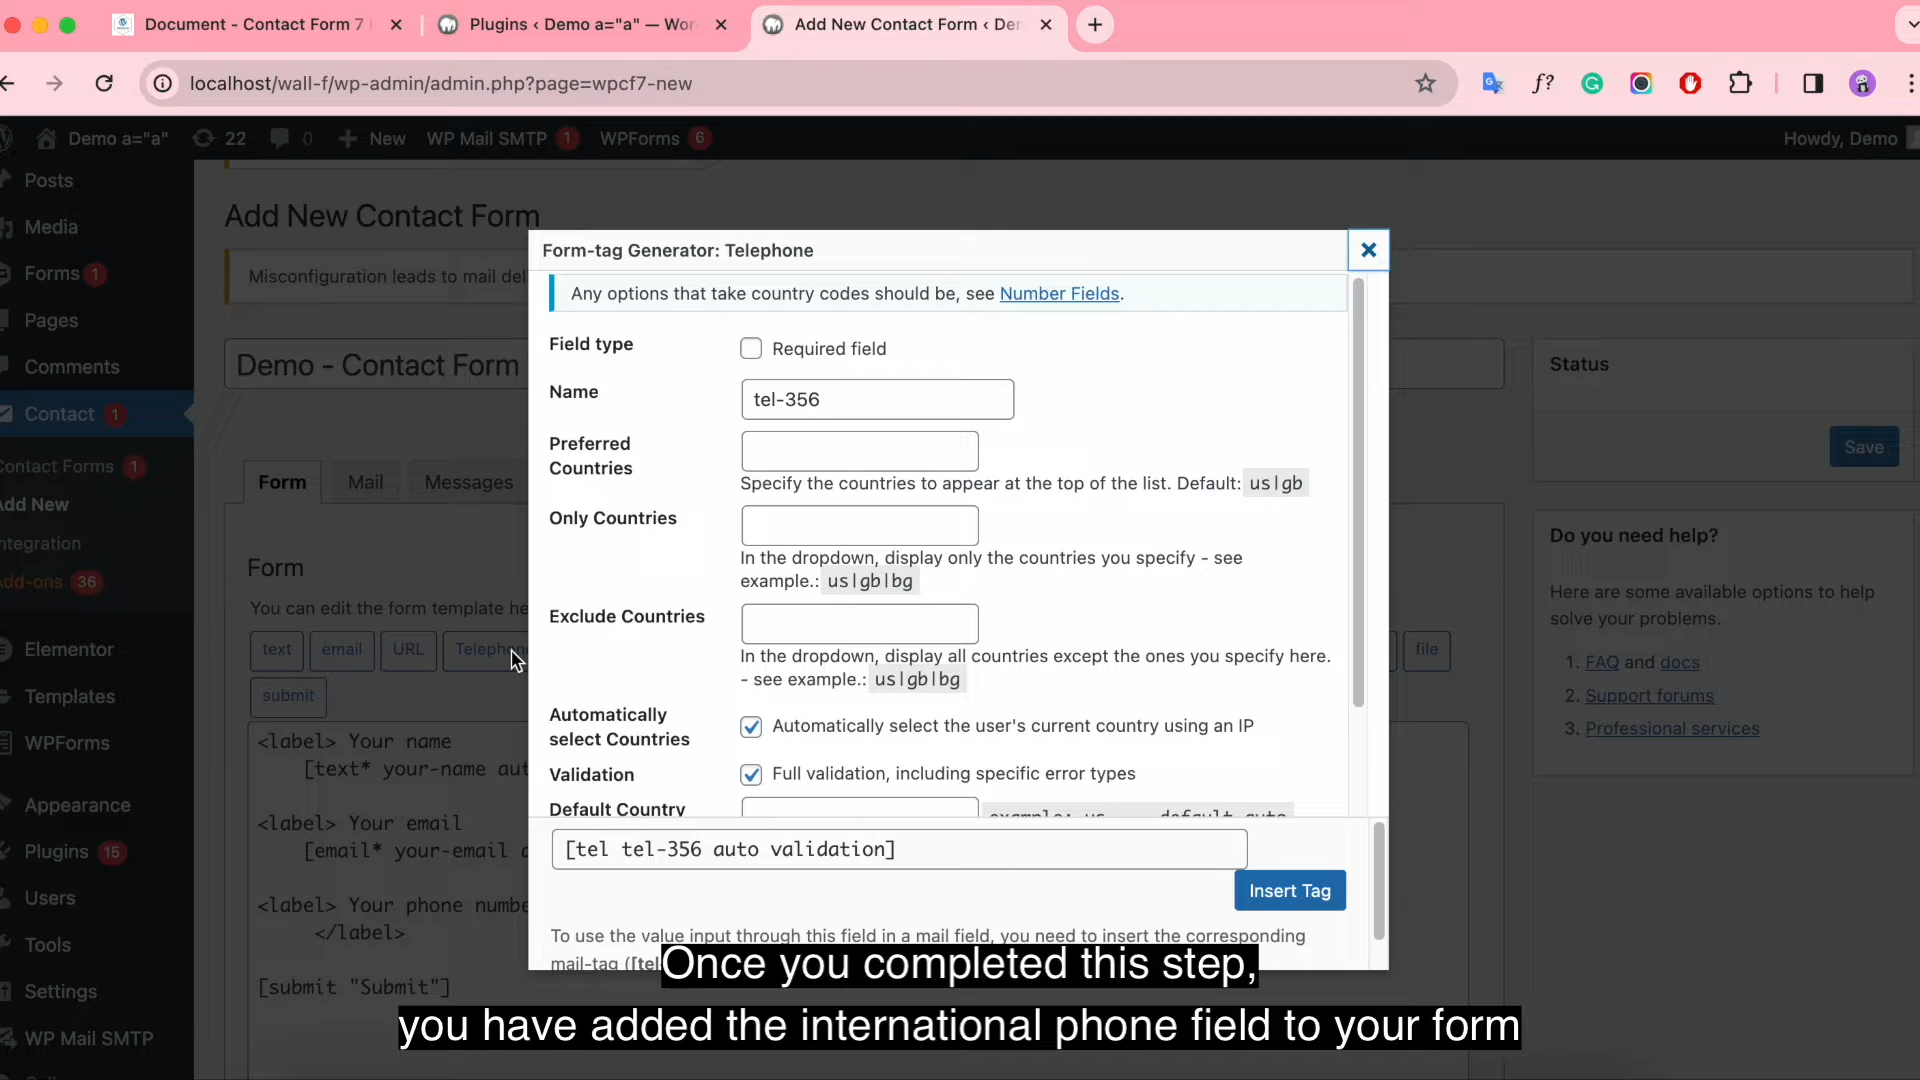 Document - Contact Form 7
Plugins ‹ Demo a="a" — Wor
Add New Contact Form ‹ De
localhost/wall-f/wp-admin/admin.php?page=wpcf7-new
f?
Demo a="a"
22
0
New
WP Mail SMTP 1
WPForms 6
Howdy, Demo
Posts
Media
Forms 1
Pages
Comments
Contact 1
Contact Forms 1
Add New
Integration
Add-ons 36
Elementor
Templates
WPForms
Appearance
Plugins 15
Users
Tools
Settings
WP Mail SMTP
Add New Contact Form
Misconfiguration leads to mail del
Demo - Contact Form
Form
Mail
Messages
Form
You can edit the form template he
text
email
URL
Telephon
file
submit
<label> Your name
[text* your-name aut
<label> Your email
[email* your-email a
<label> Your phone numbe
</label>
[submit "Submit"]
Form-tag Generator: Telephone
Any options that take country codes should be, see Number Fields.
Field type
Required field
Name
tel-356
Preferred
Countries
Specify the countries to appear at the top of the list. Default: us|gb
Only Countries
In the dropdown, display only the countries you specify - see
example.: us|gb|bg
Exclude Countries
In the dropdown, display all countries except the ones you specify here.
- see example.: us|gb|bg
Automatically
select Countries
Automatically select the user's current country using an IP
Validation
Full validation, including specific error types
Default Country
[tel tel-356 auto validation]
Insert Tag
To use the value input through this field in a mail field, you need to insert the corresponding
mail-tag ([tel
Status
Save
Do you need help?
Here are some available options to help
solve your problems.
1. FAQ and docs
2. Support forums
3. Professional services
Once you completed this step,
you have added the international phone field to your form